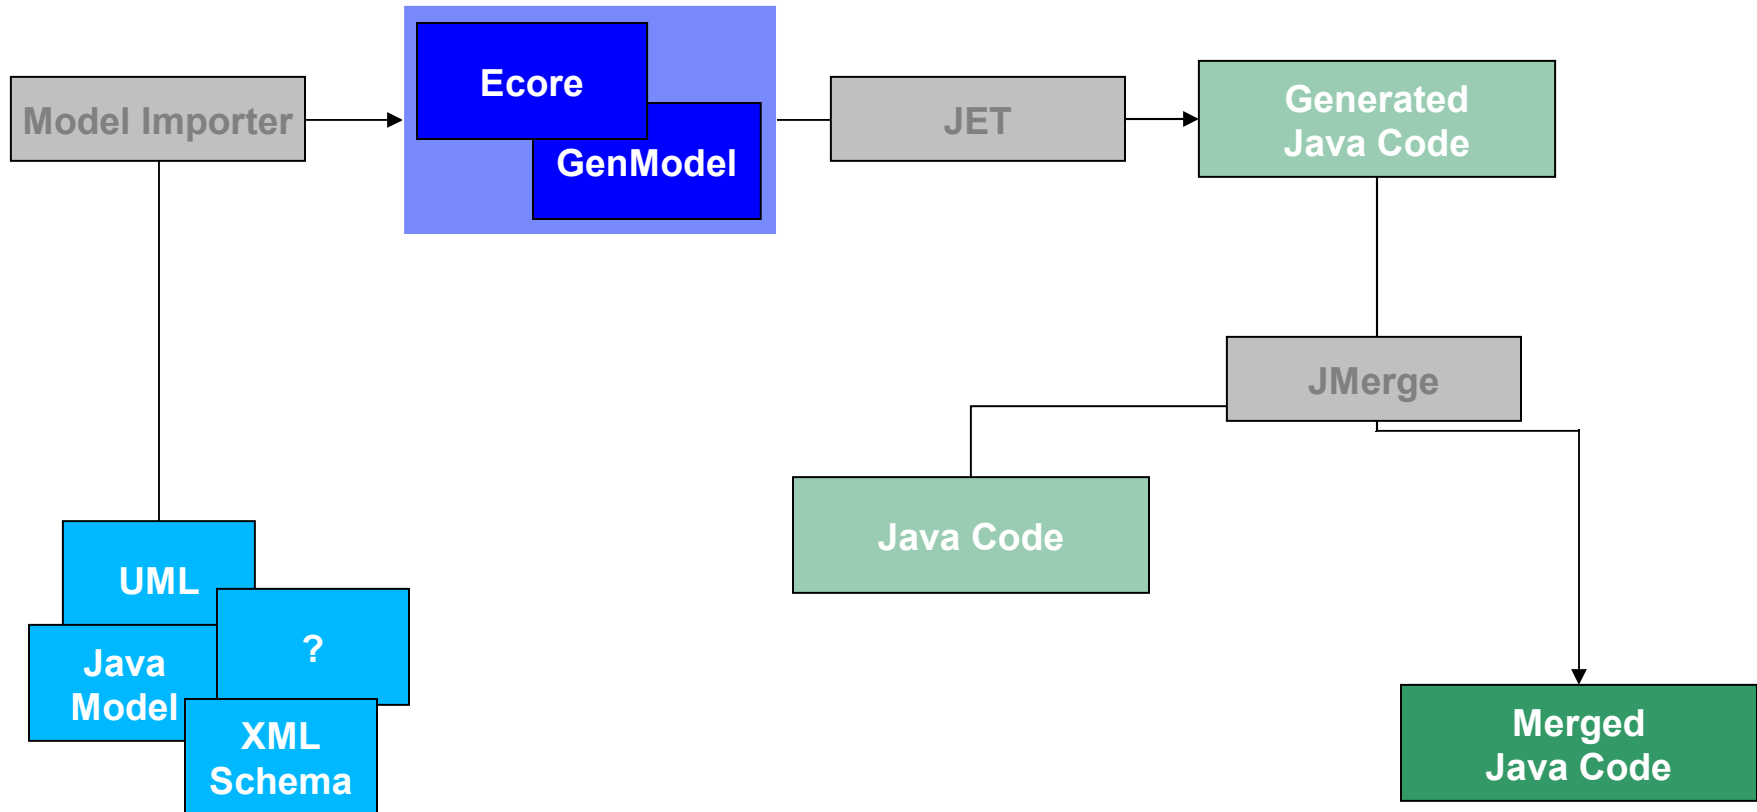 Model Importer
Ecore
GenModel
JET
Generated
Java Code
JMerge
Java Code
UML
?
Java
Model
XML
Schema
Merged
Java Code